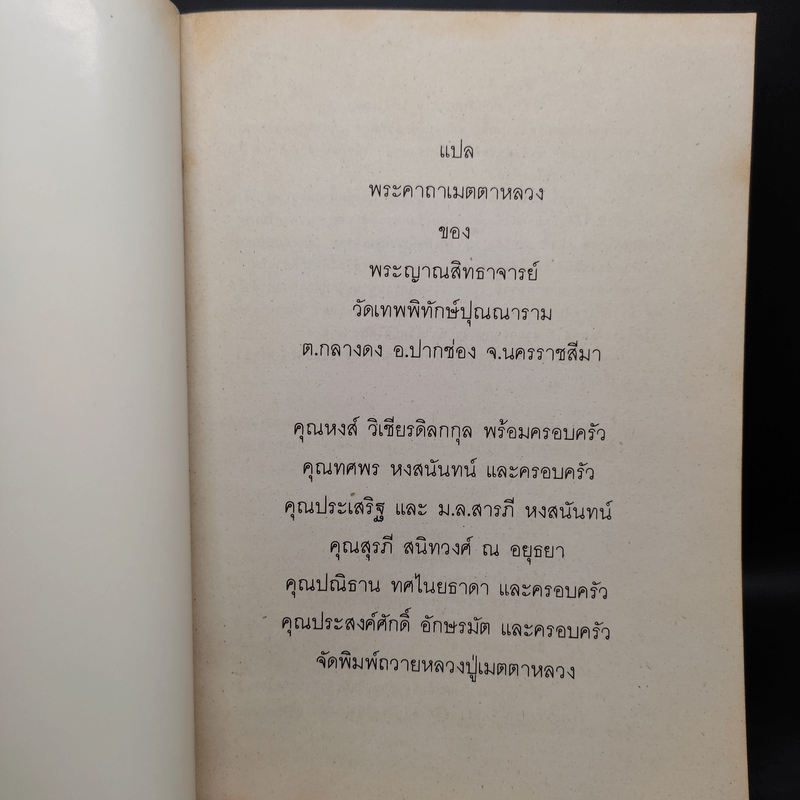 แปล
พระคาถาเมตตาหลวง
ของ
พระญาณสิทธาจารย์
วัดเทพพิทักษ์ปุณณาราม
ต.กลางดง อ.ปากช่อง จ.นครราชสีมา
คุณหงส์ วิเชียรดิลกกุล พร้อมครอบครัว
คุณทศพร หงสนันทน์ และครอบครัว
คุณประเสริฐ และ ม.ล.สารภี หงสนันทน์
คุณสุรภี สนิทวงศ์ ณ อยุธยา
คุณปณิธาน ทศไนยธาดา และครอบครัว
คุณประสงค์ศักดิ์ อักษรมัต และครอบครัว
จัดพิมพ์ถวายหลวงปู่เมตตาหลวง